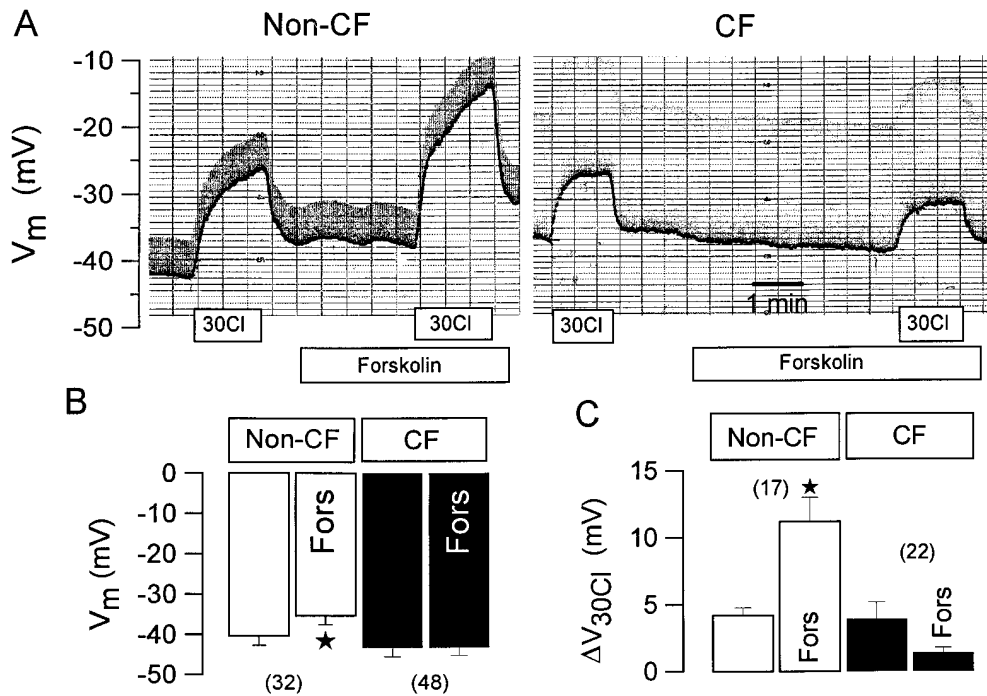 A
Non-CF
CF
-10
-20
-30
-40
-50
Vm (mV)
30Cl
30Cl
Forskolin
1 min
30Cl
30Cl
Forskolin
B
Non-CF
CF
0
-10
-20
-30
-40
-50
Vm (mV)
Fors
★
Fors
(32)
(48)
C
Non-CF
CF
15
10
5
0
ΔV30Cl (mV)
(17)
★
Fors
(22)
Fors